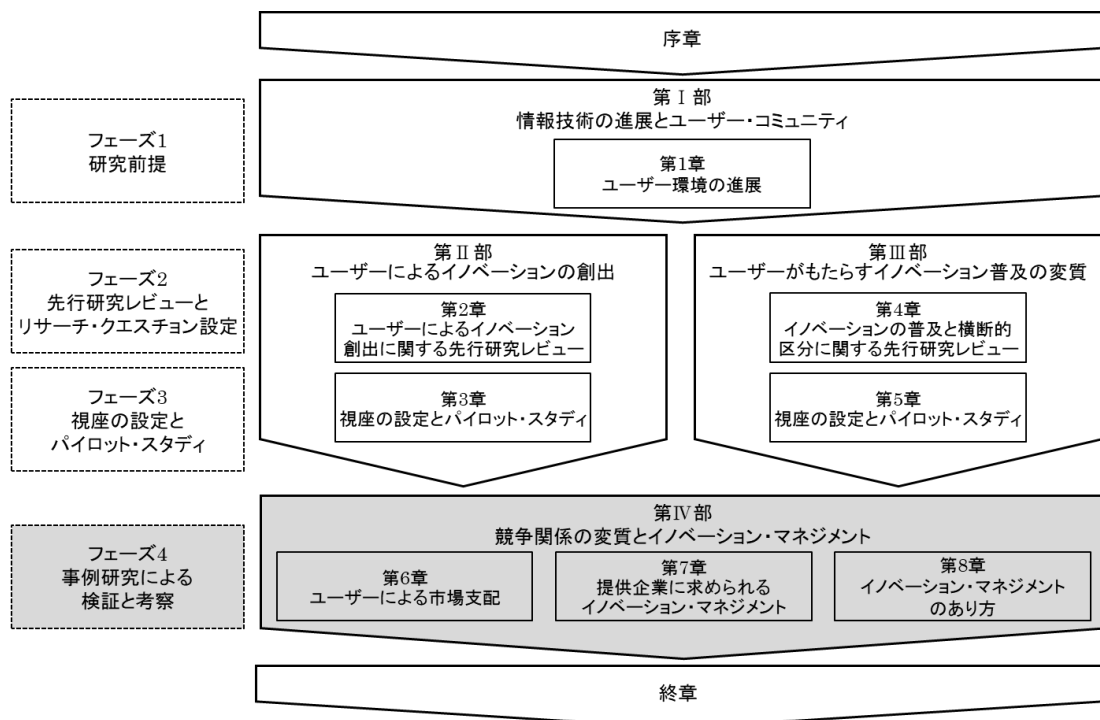 序章
フェーズ1
研究前提
第Ⅰ部
情報技術の進展とユーザー・コミュニティ
第1章
ユーザー環境の進展
フェーズ2
先行研究レビューと
リサーチ・クエスチョン設定
第Ⅱ部
ユーザーによるイノベーションの創出
第2章
ユーザーによるイノベーション
創出に関する先行研究レビュー
第Ⅲ部
ユーザーがもたらすイノベーション普及の変質
第4章
イノベーションの普及と横断的
区分に関する先行研究レビュー
フェーズ3
視座の設定と
パイロット・スタディ
第3章
視座の設定とパイロット・スタディ
第5章
視座の設定とパイロット・スタディ
フェーズ4
事例研究による
検証と考察
第Ⅳ部
競争関係の変質とイノベーション・マネジメント
第6章
ユーザーによる市場支配
第7章
提供企業に求められる
イノベーション・マネジメント
第8章
イノベーション・マネジメント
のあり方
終章